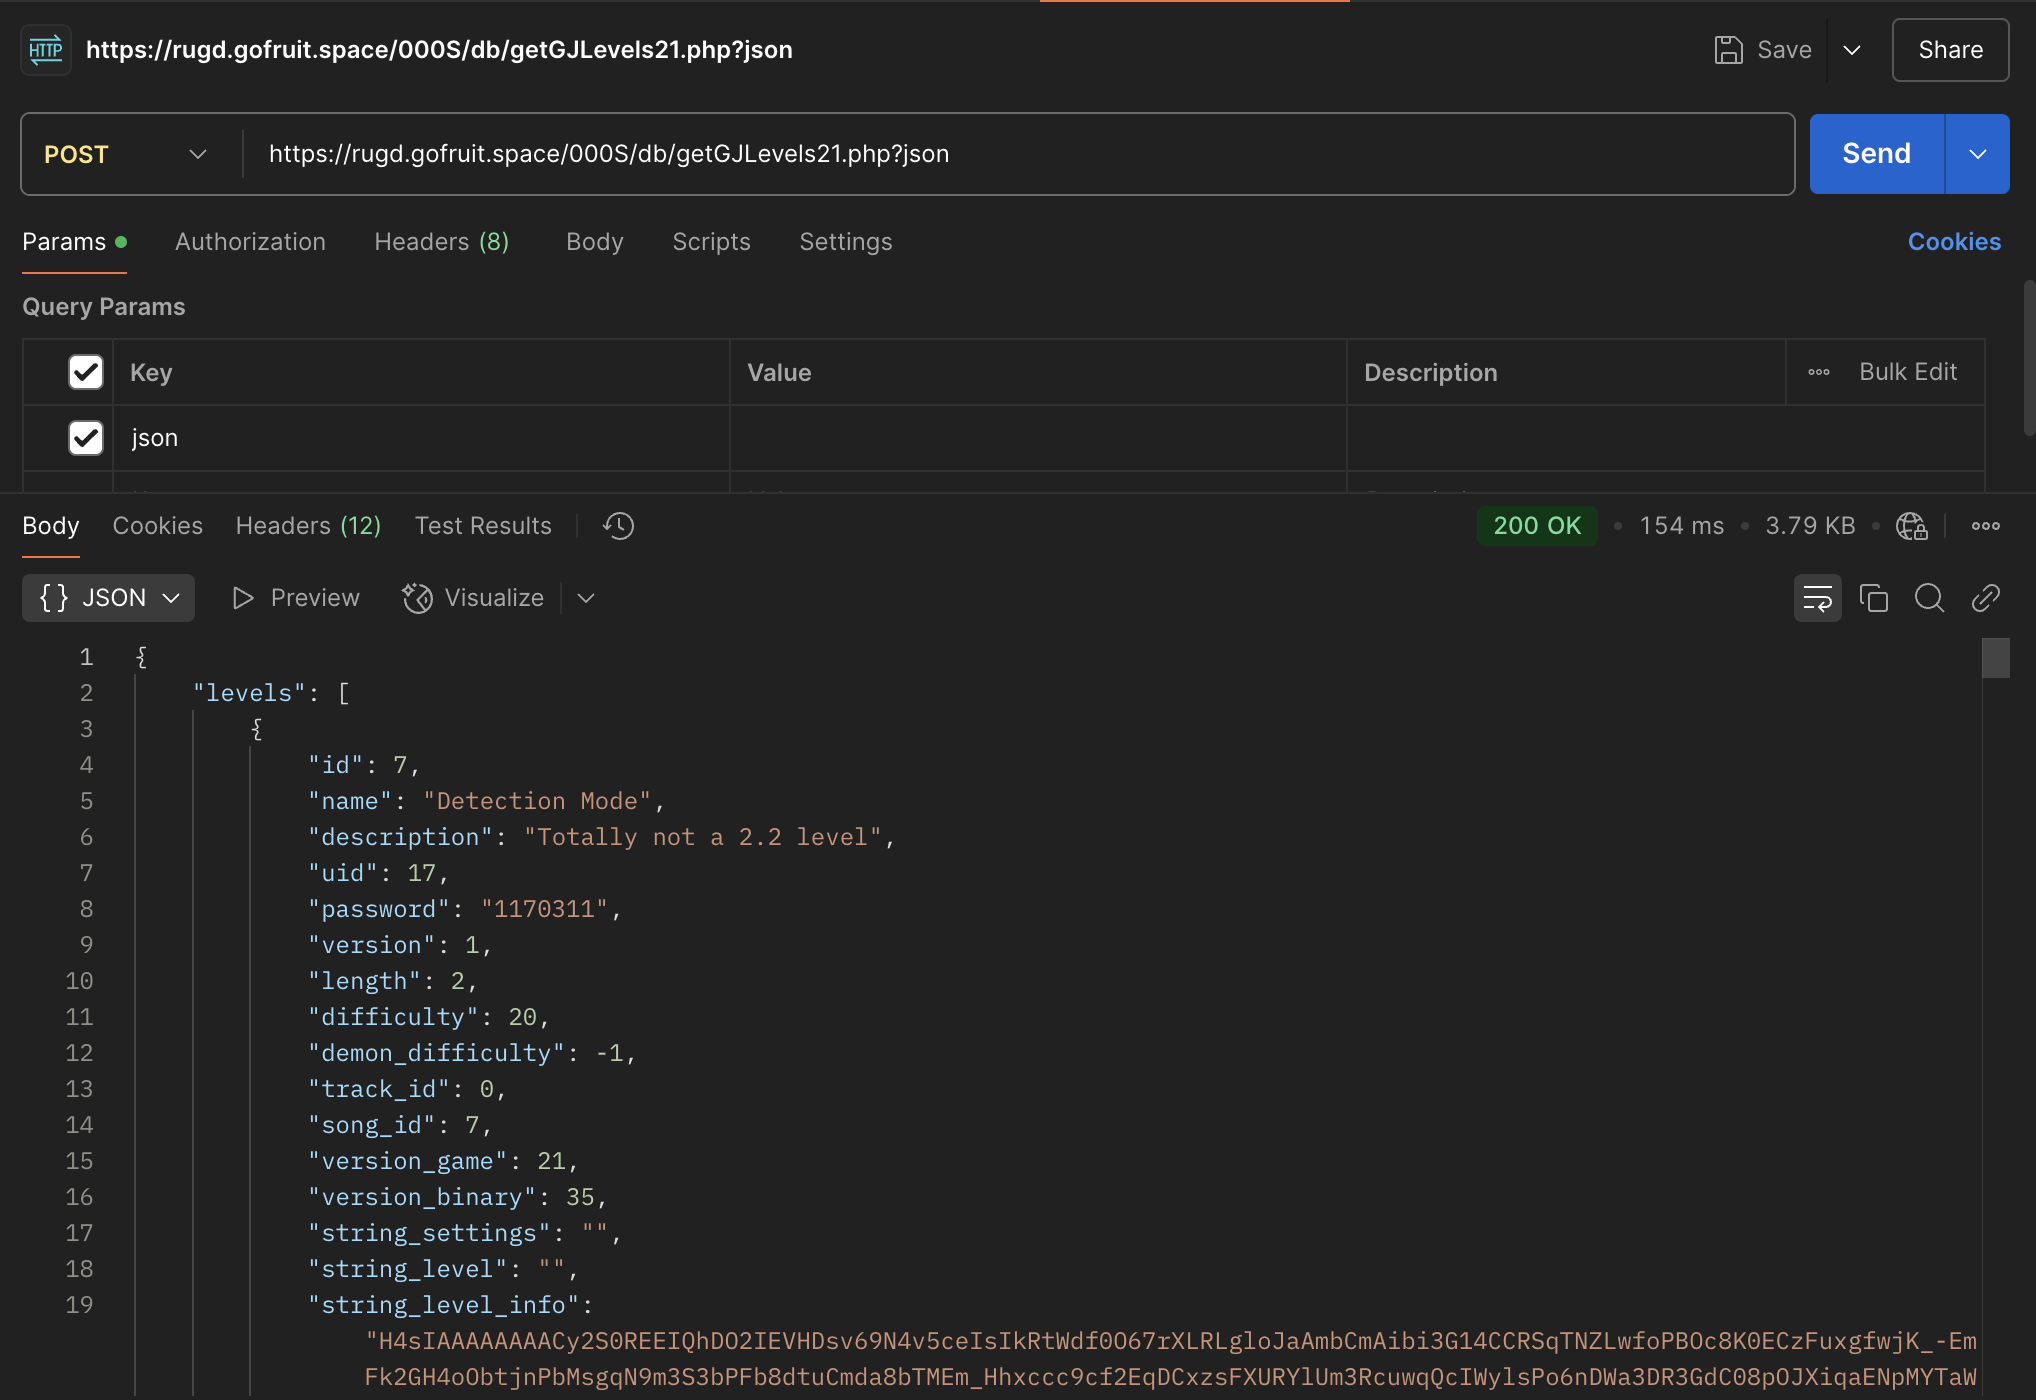 HTTP https://rugd.gofruit.space/000S/db/getGJLevels21.php?json Save Share
POST https://rugd.gofruit.space/000S/db/getGJLevels21.php?json Send
Params Authorization Headers (8) Body Scripts Settings Cookies
Query Params
Key Value Description Bulk Edit
json
Body Cookies Headers (12) Test Results 200 OK 154 ms 3.79 KB
{} JSON Preview Visualize
1 {
2 "levels": [
3 {
4 "id": 7,
5 "name": "Detection Mode",
6 "description": "Totally not a 2.2 level",
7 "uid": 17,
8 "password": "1170311",
9 "version": 1,
10 "length": 2,
11 "difficulty": 20,
12 "demon_difficulty": -1,
13 "track_id": 0,
14 "song_id": 7,
15 "version_game": 21,
16 "version_binary": 35,
17 "string_settings": "",
18 "string_level": "",
19 "string_level_info":
"H4sIAAAAAAAACy2S0REEIQhDO2IEVHDsv69N4v5ceIsIkRtWdf0O67rXLRLgloJaAmbCmAibi3G14CCRSqTNZLwfoPBOc8K0ECzFuxgfwjK_-Em
Fk2GH4oObtjnPbMsgqN9m3S3bPFb8dtuCmda8bTMEm_Hhxccc9cf2EqDCxzsFXURYlUm3RcuwqQcIWylsPo6nDWa3DR3GdC08pOJXiqaENpMYTaW